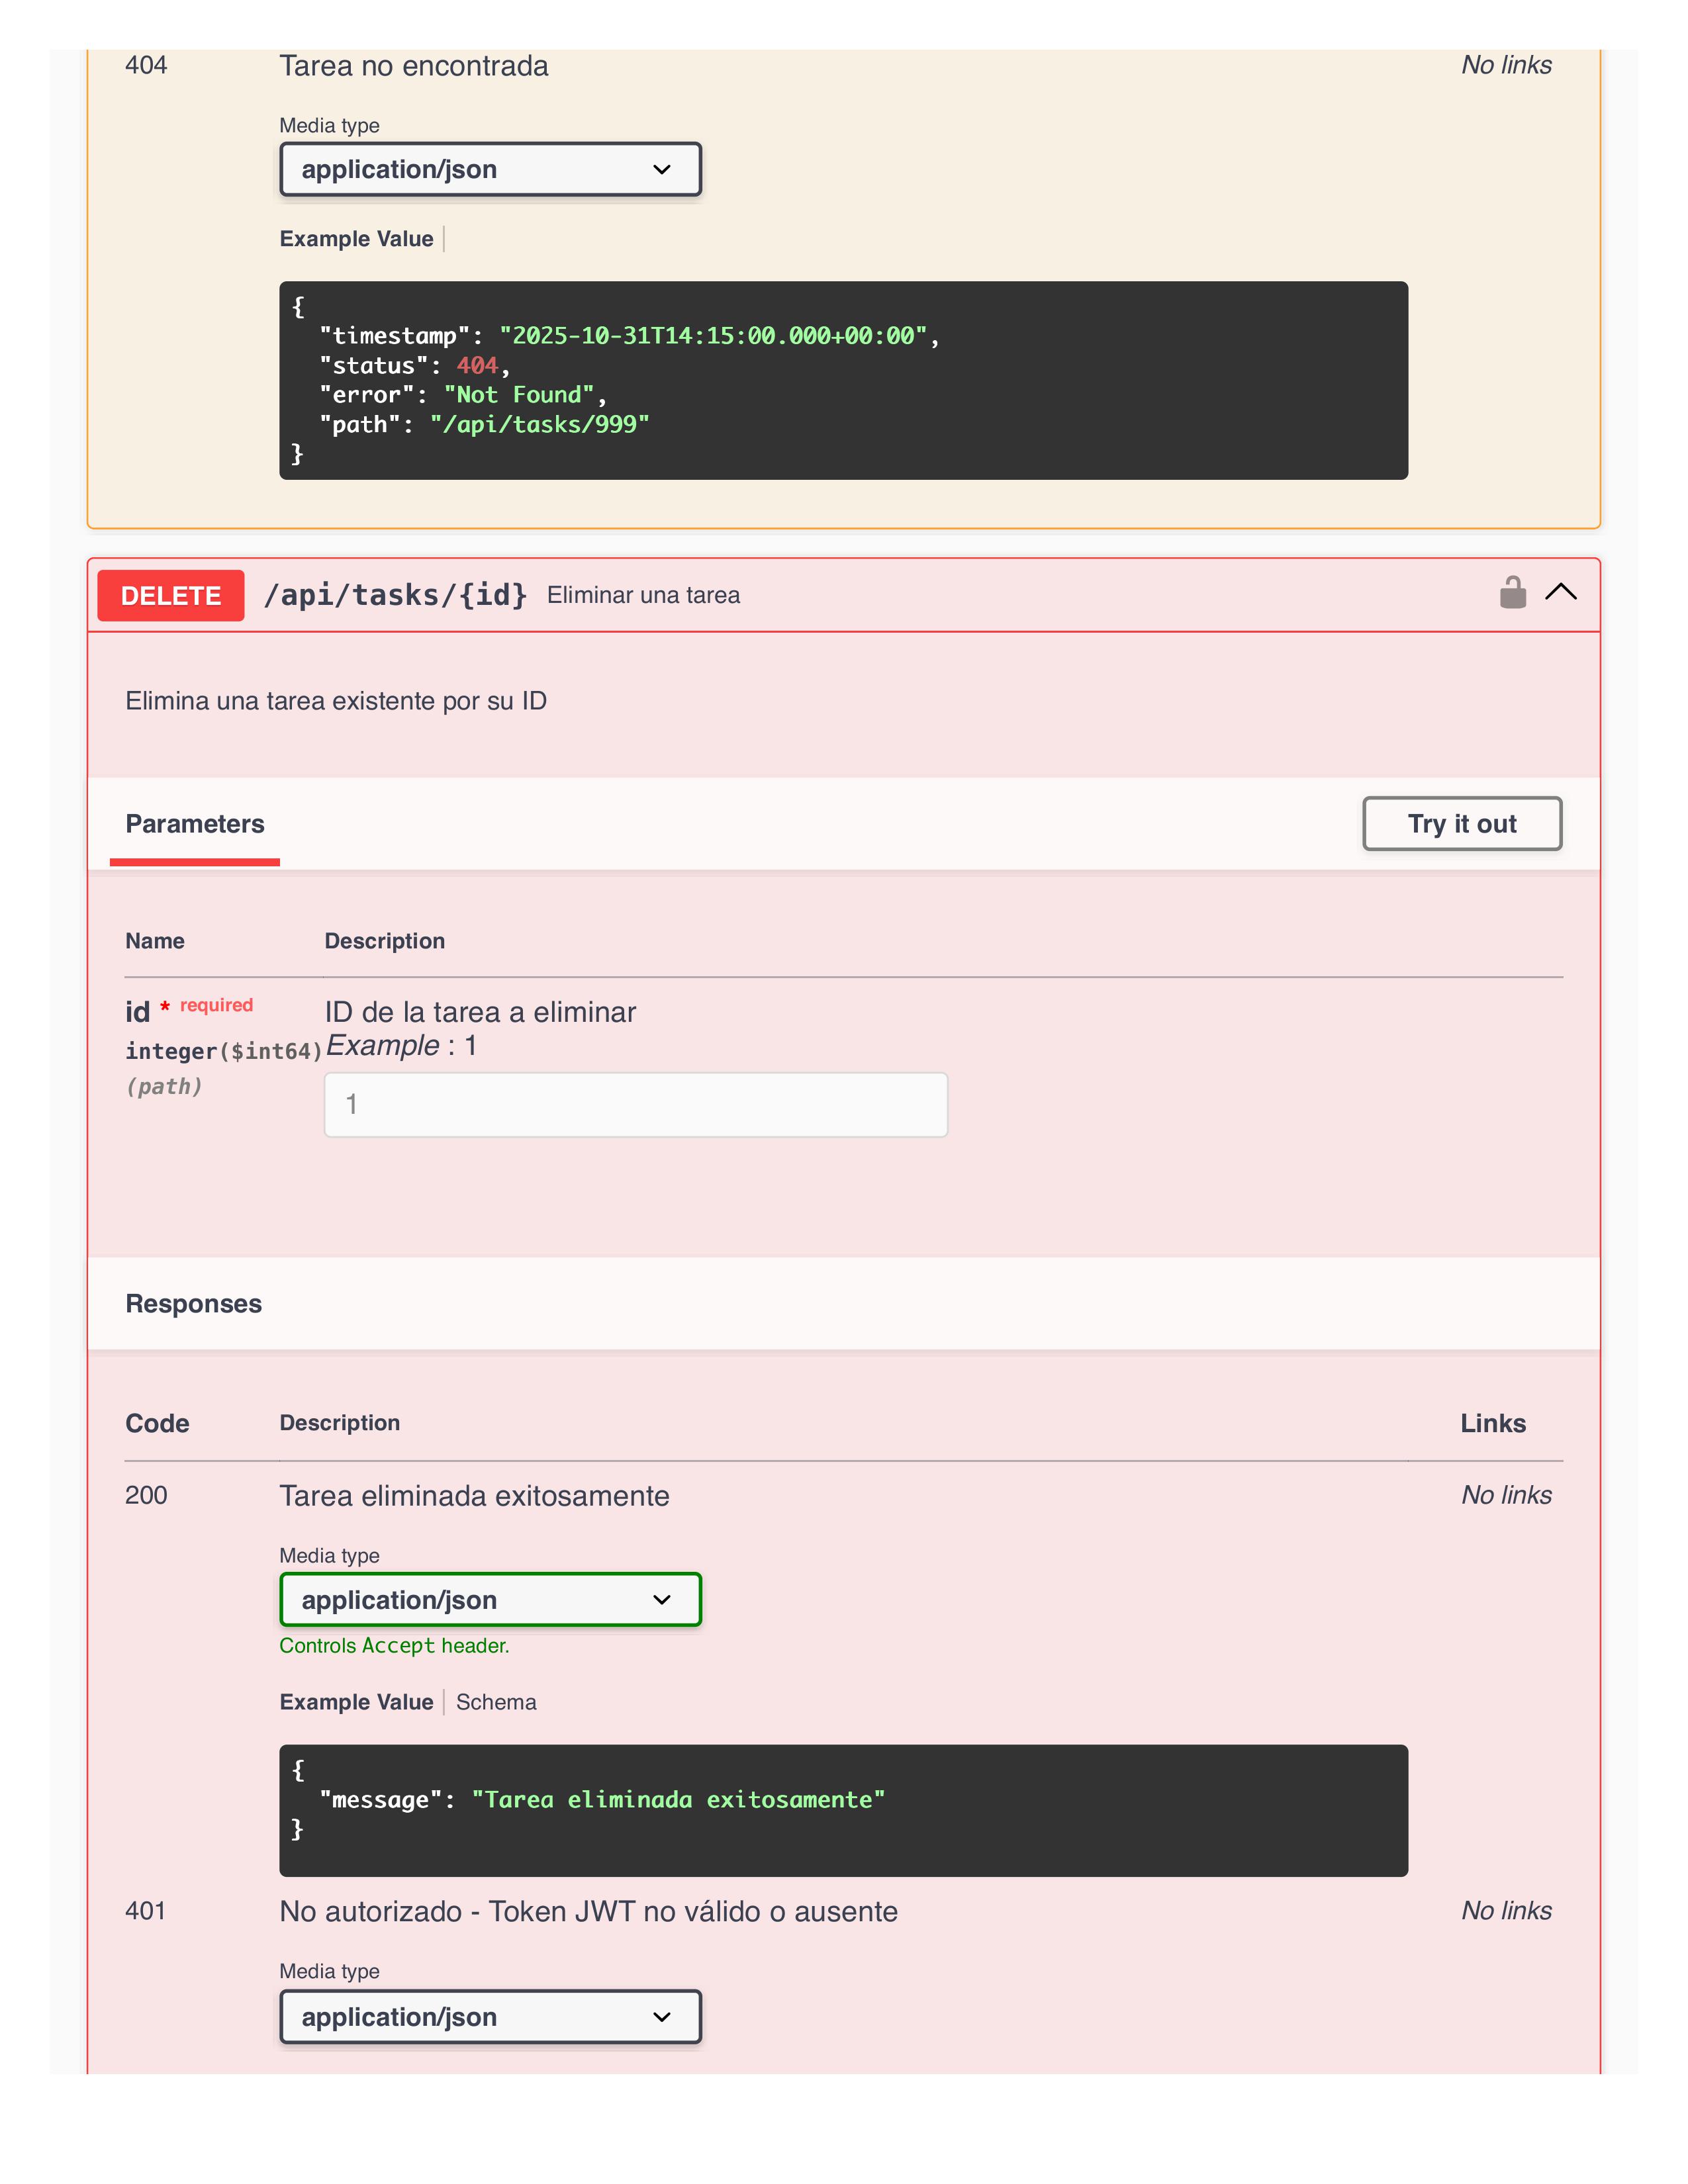 404 Tarea no encontrada No links
Media type
application/json
Example Value
{
"timestamp": "2025-10-31T14:15:00.000+00:00",
"status": 404,
"error": "Not Found",
"path": "/api/tasks/999"
}
DELETE /api/tasks/{id} Eliminar una tarea
Elimina una tarea existente por su ID
Parameters Try it out
Name Description
id * required ID de la tarea a eliminar
integer($int64) Example : 1
(path)
1
Responses
Code Description Links
200 Tarea eliminada exitosamente No links
Media type
application/json
Controls Accept header.
Example Value Schema
{
"message": "Tarea eliminada exitosamente"
}
401 No autorizado - Token JWT no válido o ausente No links
Media type
application/json